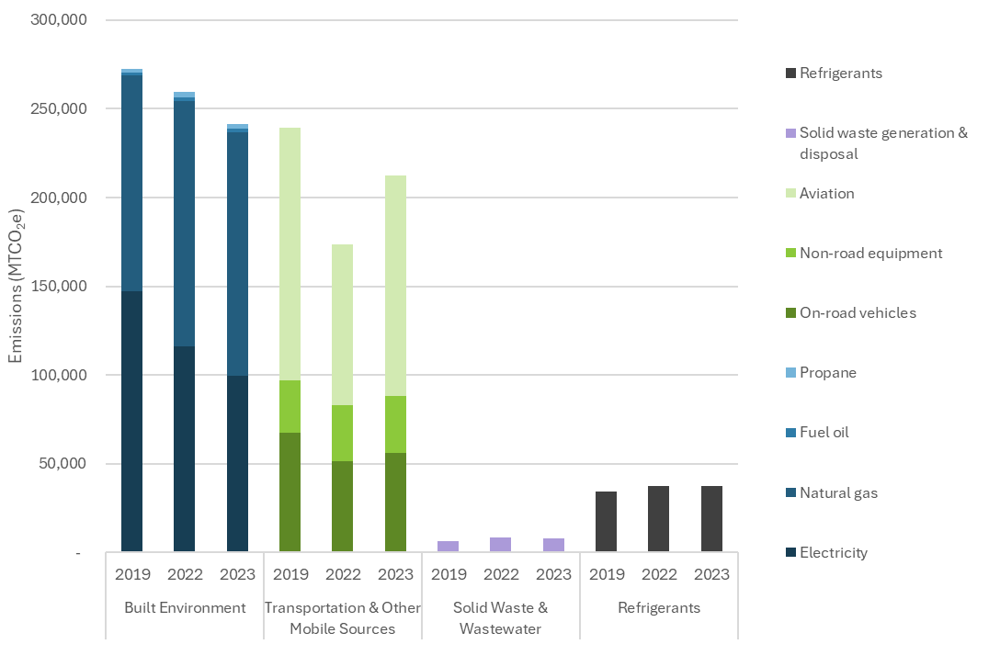 300,000
250,000
200,000
150,000
100,000
50,000
-
Emissions (MTCO₂e)
2019 2022 2023 2019 2022 2023 2019 2022 2023 2019 2022 2023
Built Environment
Transportation & Other
Mobile Sources
Solid Waste &
Wastewater
Refrigerants
Refrigerants
Solid waste generation &
disposal
Aviation
Non-road equipment
On-road vehicles
Propane
Fuel oil
Natural gas
Electricity